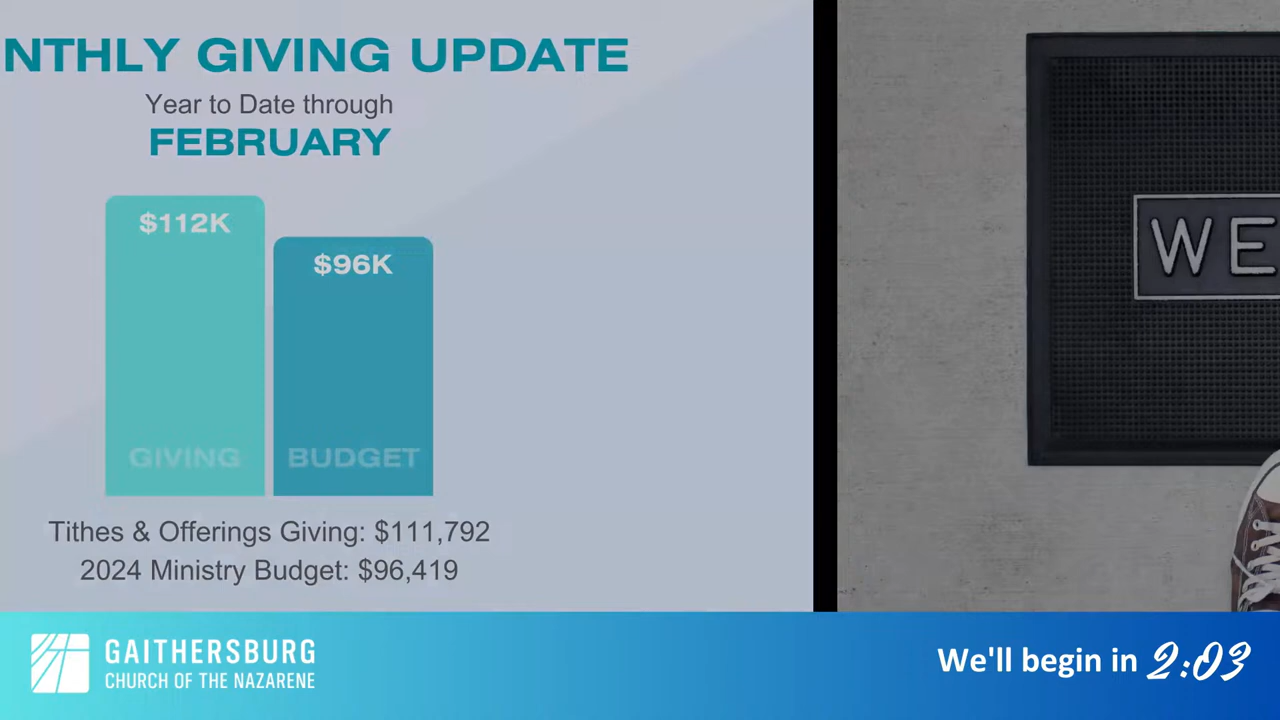 NTHLY GIVING UPDATE
Year to Date through
FEBRUARY
$112K
$96K
GIVING
BUDGET
Tithes & Offerings Giving: $111,792
2024 Ministry Budget: $96,419
WE
GAITHERSBURG
CHURCH OF THE NAZARENE
We'll begin in 2:03